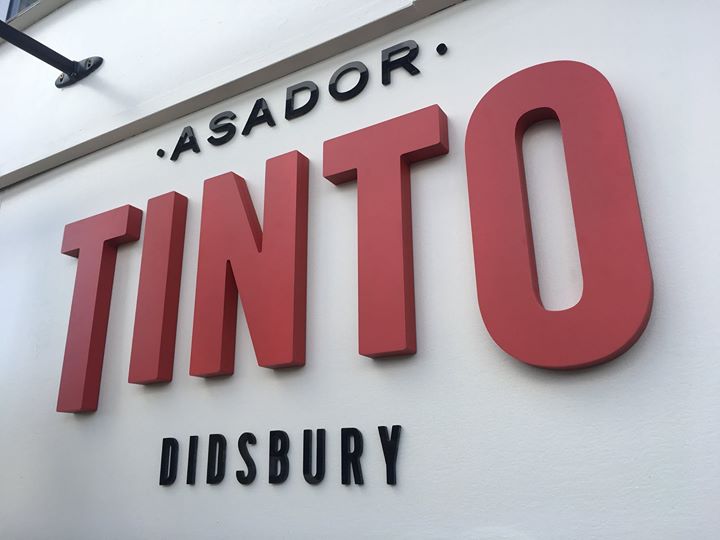 ·ASADOR·
TINTO
DIDSBURY